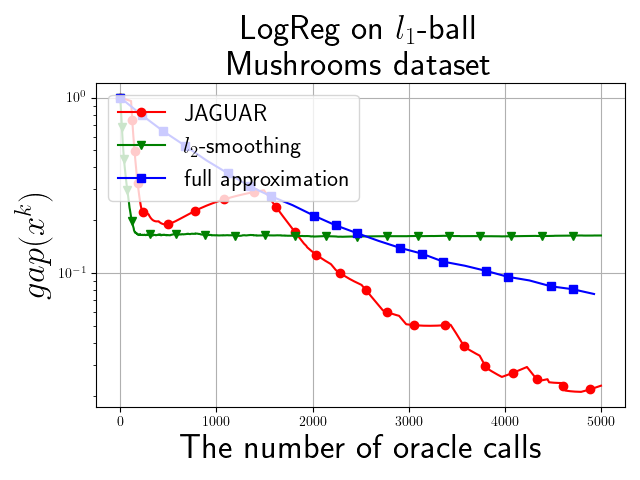 LogReg on $l_1$-ball
Mushrooms dataset
JAGUAR
$l_2$-smoothing
full approximation
$gap(x^k)$
$10^0$
$10^{-1}$
0 1000 2000 3000 4000 5000
The number of oracle calls